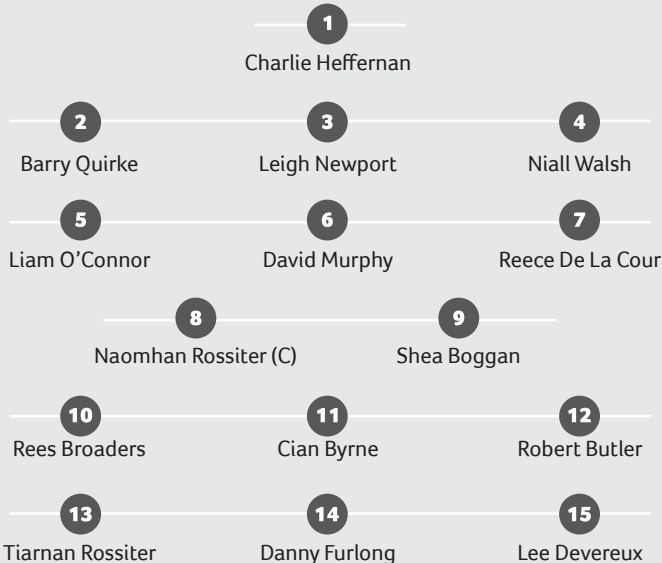 1
Charlie Heffernan
2 3 4
Barry Quirke Leigh Newport Niall Walsh
5 6 7
Liam O'Connor David Murphy Reece De La Cour
8 9
Naomhan Rossiter (C) Shea Boggan
10 11 12
Rees Broaders Cian Byrne Robert Butler
13 14 15
Tiarnan Rossiter Danny Furlong Lee Devereux